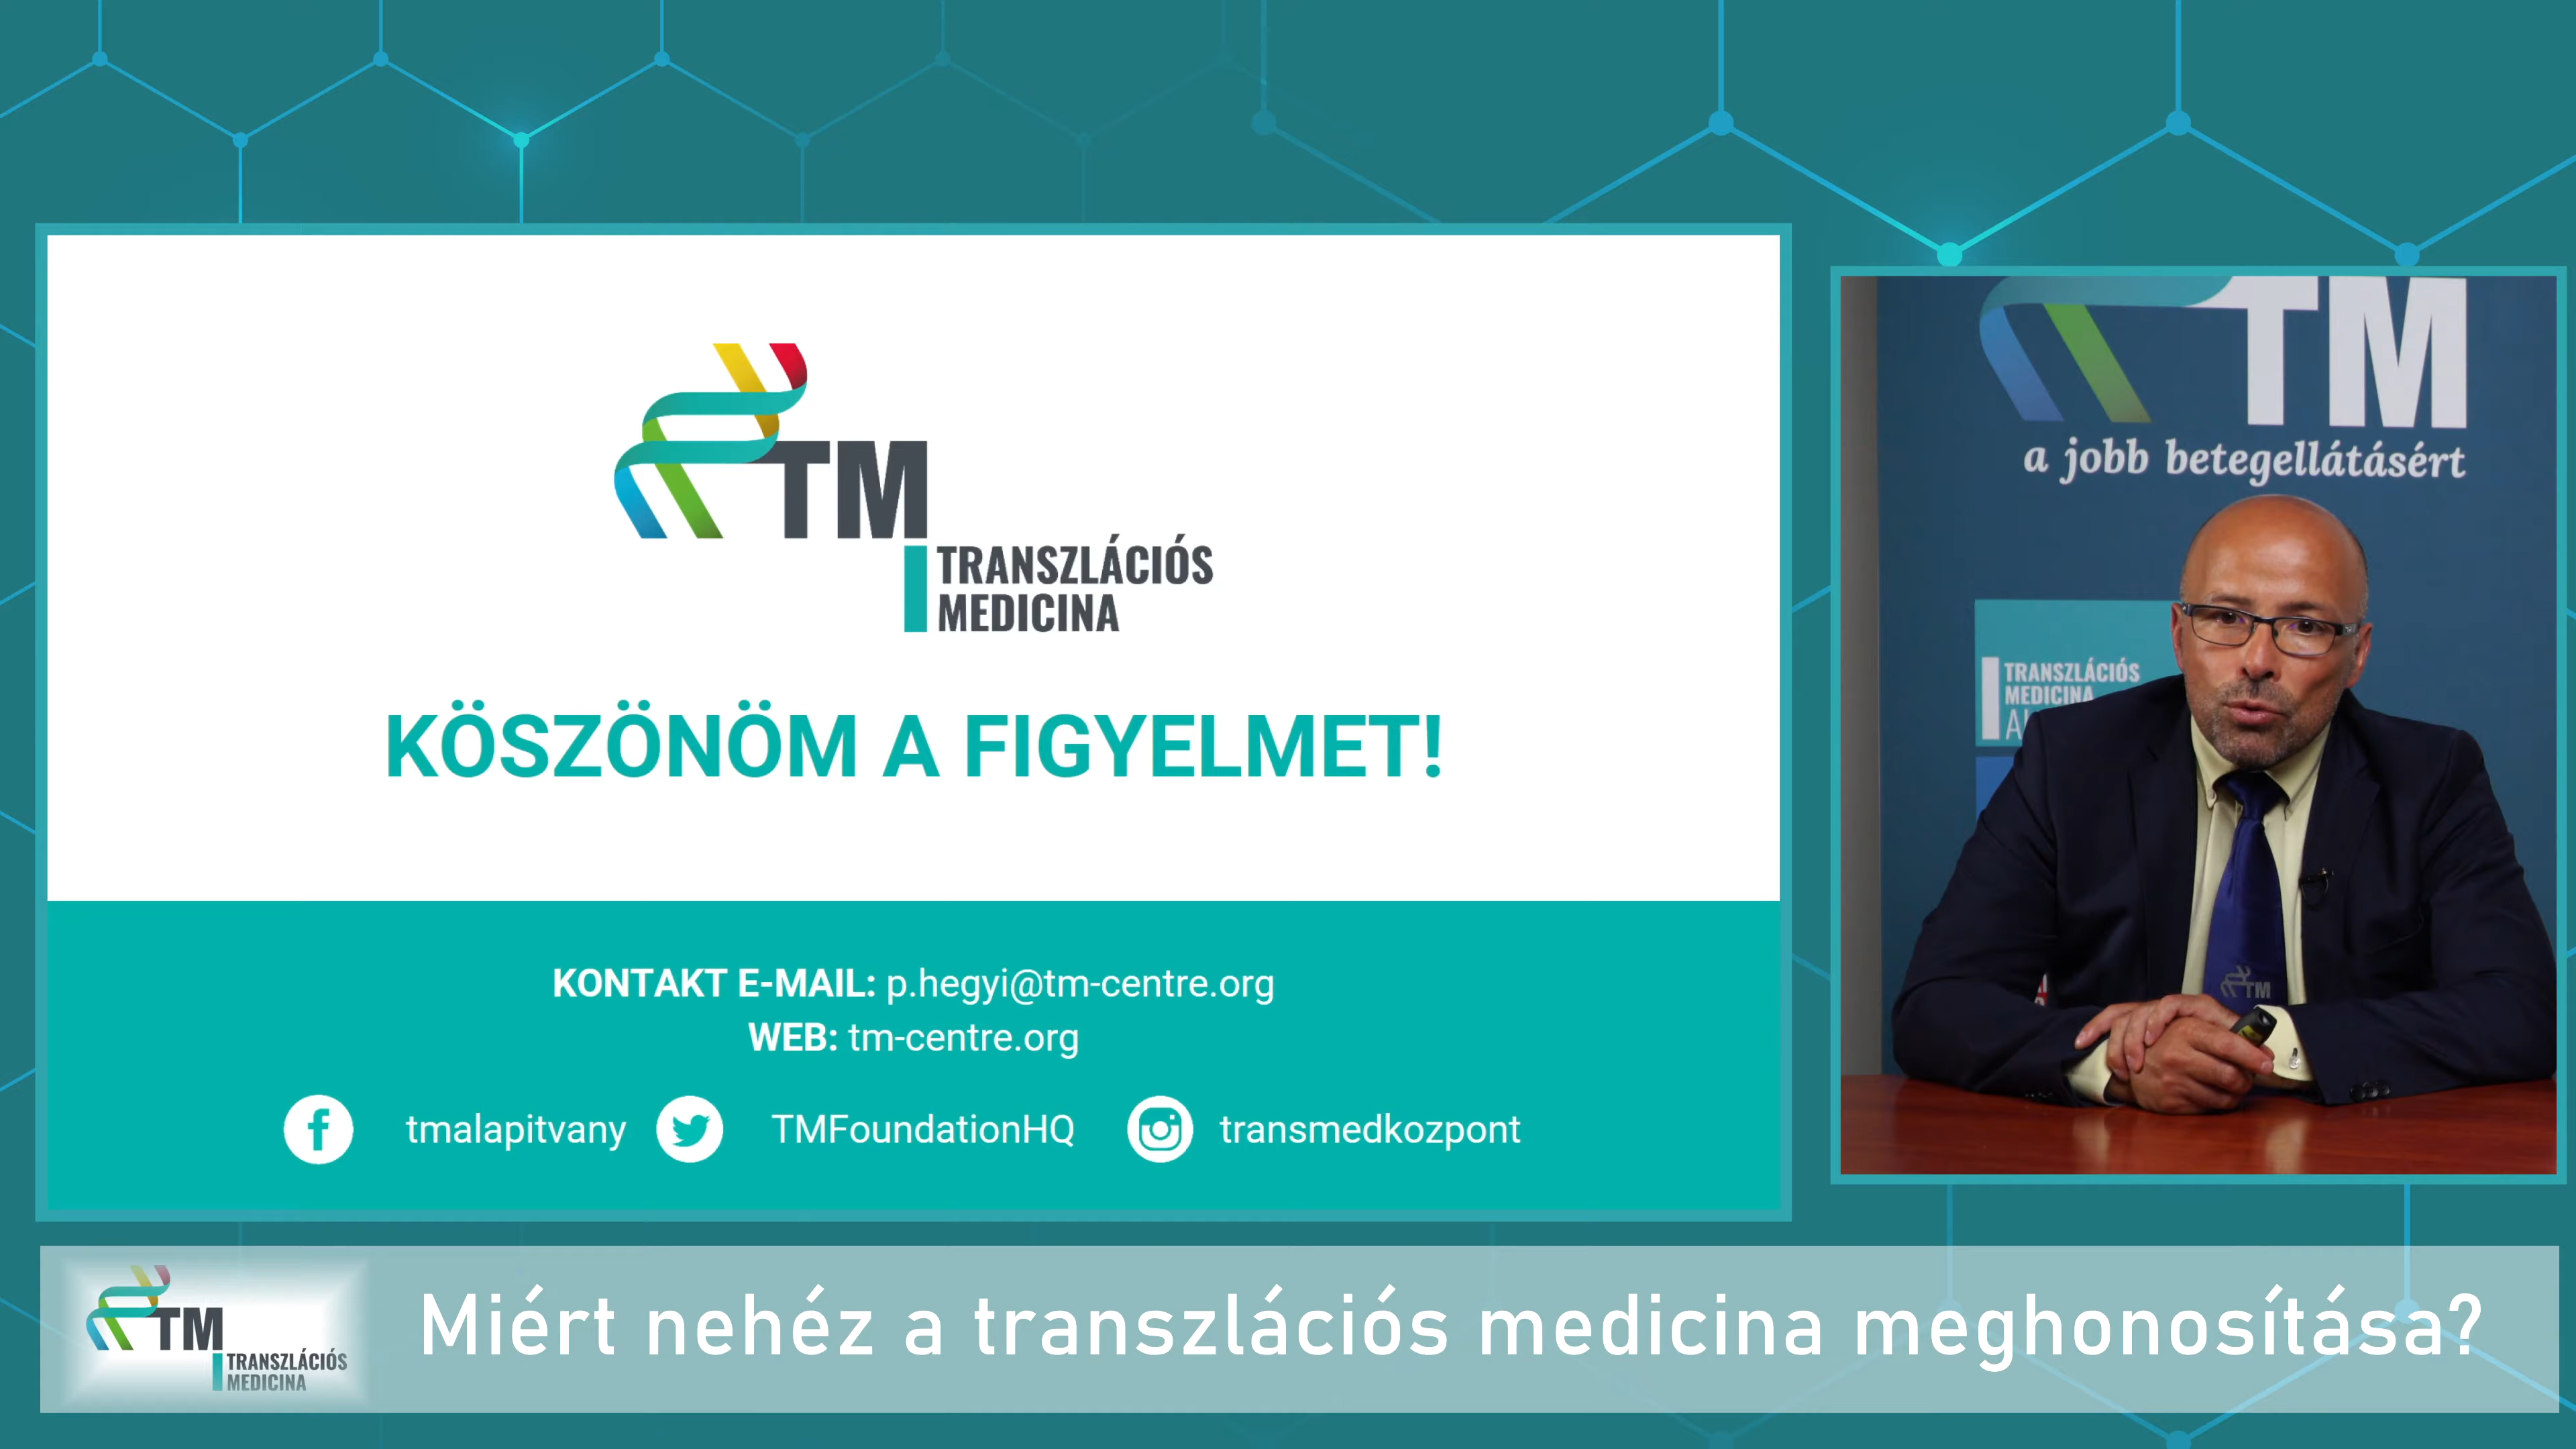 TM
TRANSZLÁCIÓS
MEDICINA
KÖSZÖNÖM A FIGYELMET!
KONTAKT E-MAIL: p.hegyi@tm-centre.org
WEB: tm-centre.org
tmalapitvany
TMFoundationHQ
transmedkozpont
TM
a jobb betegellátásért
TRANSZLÁCIÓS
MEDICINA
TM
TM
TRANSZLÁCIÓS
MEDICINA
Miért nehéz a transzlációs medicina meghonosítása?